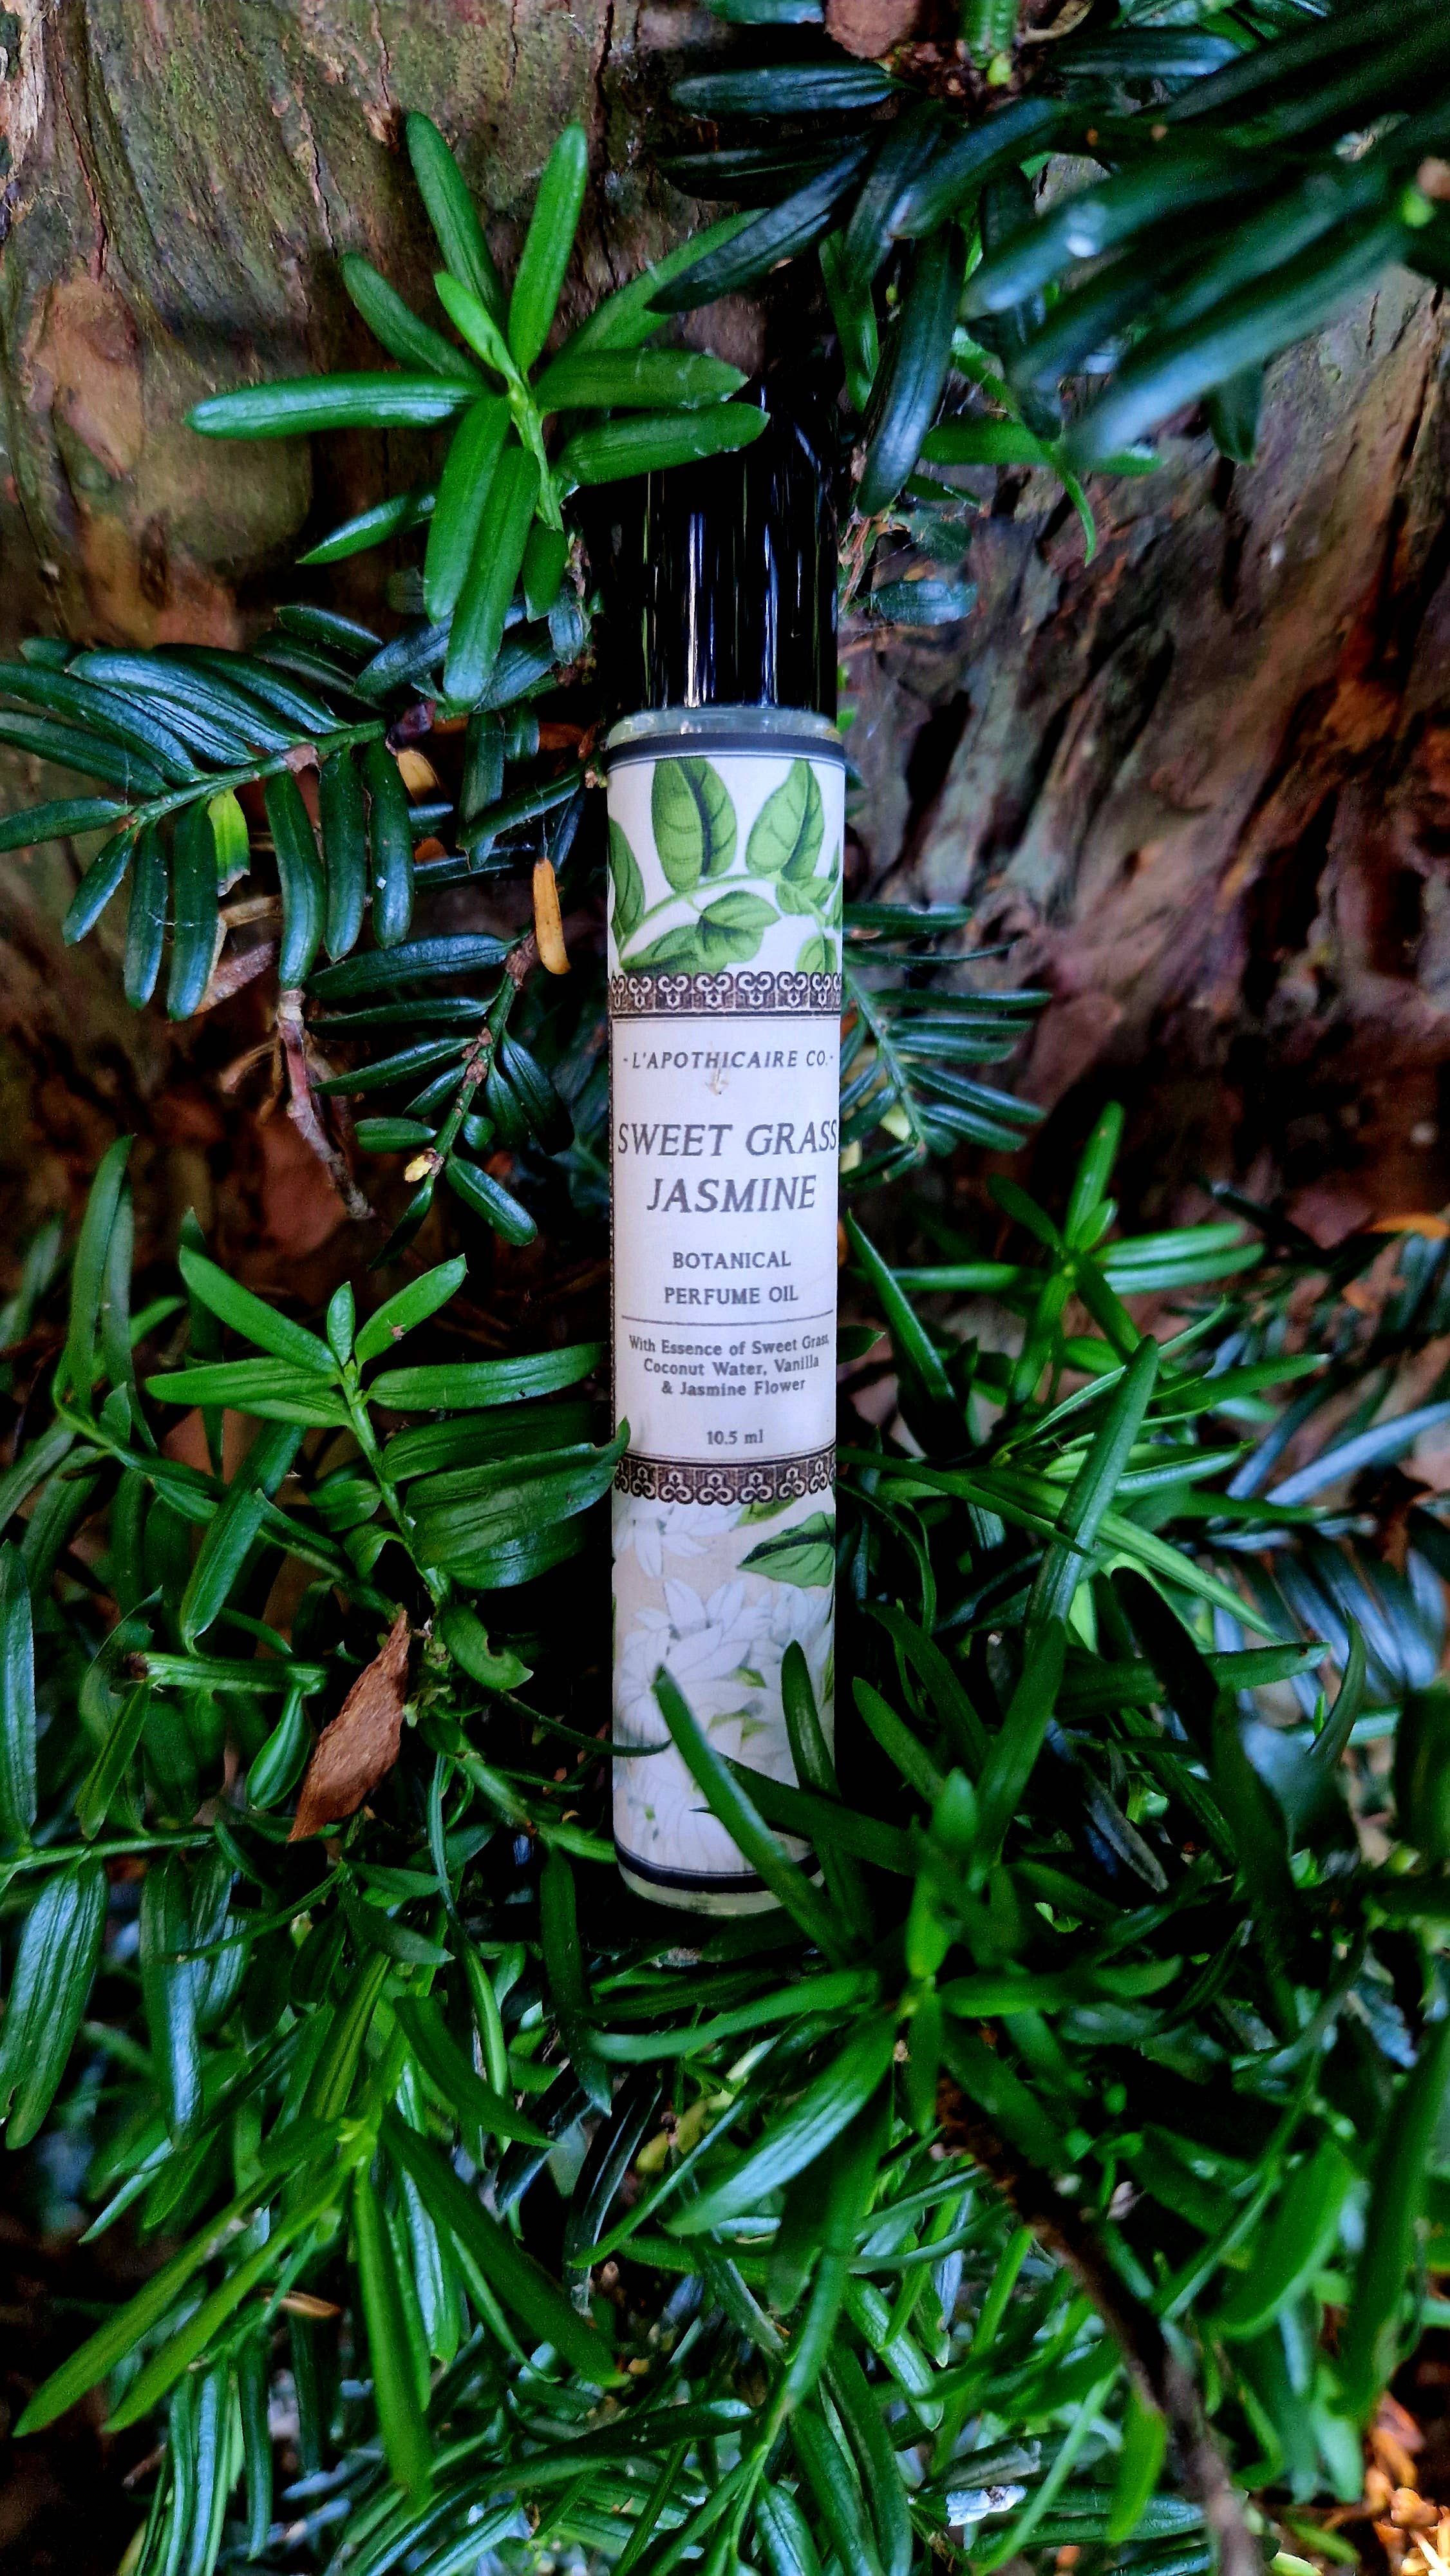 - L'APOTHICAIRE CO. -
SWEET GRASS
JASMINE
BOTANICAL
PERFUME OIL
With Essence of Sweet Grass,
Coconut Water, Vanilla
& Jasmine Flower
10.5 ml